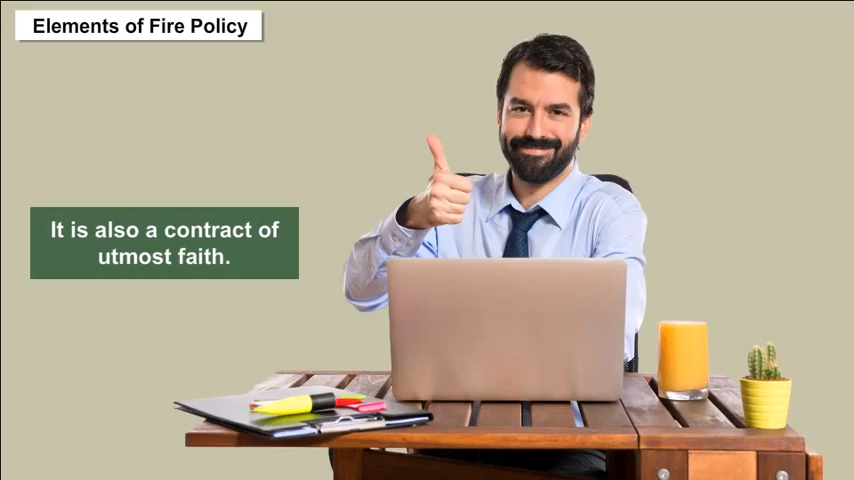 Elements of Fire Policy
It is also a contract of
utmost faith.